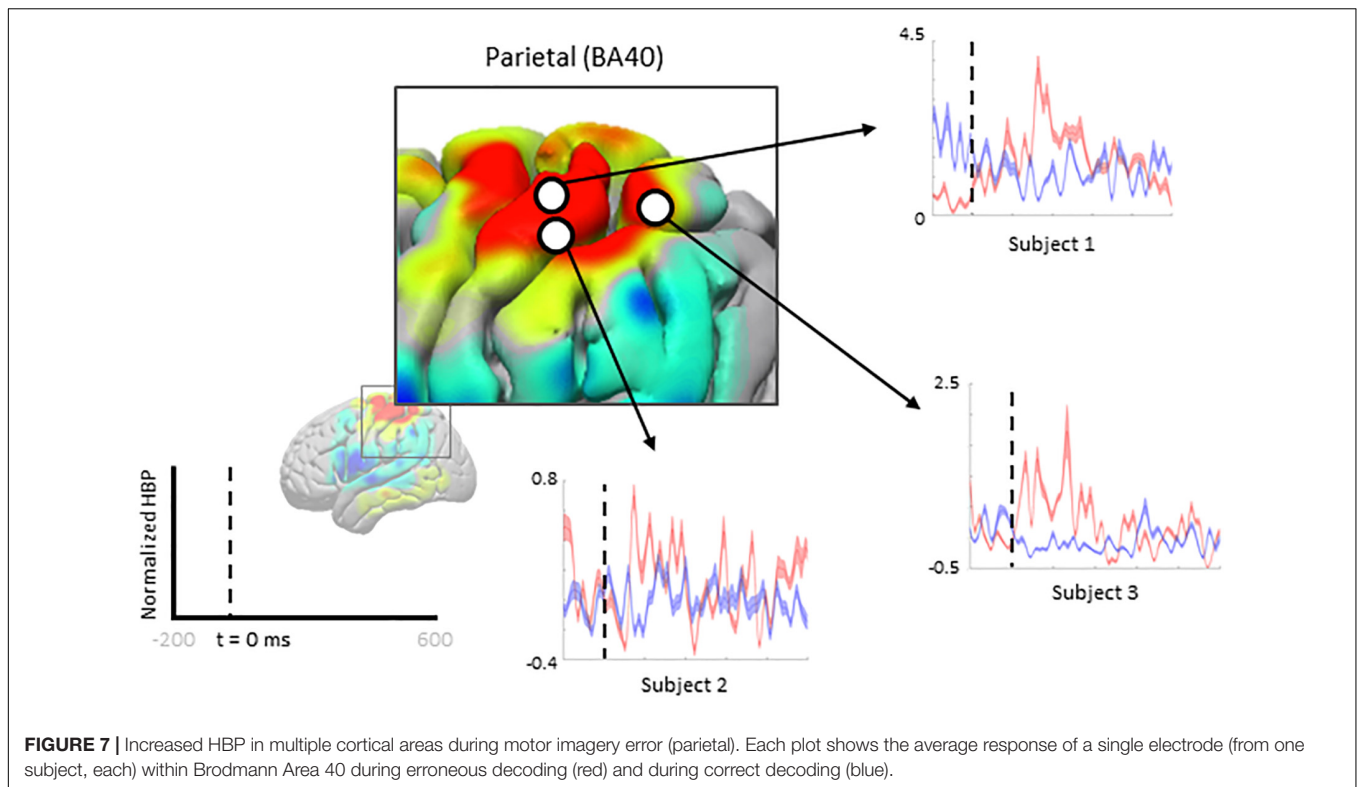 Parietal (BA40)
4.5
0
Subject 1
2.5
-0.5
Subject 3
0.8
-0.4
Subject 2
Normalized HBP
-200 t = 0 ms 600
FIGURE 7 | Increased HBP in multiple cortical areas during motor imagery error (parietal). Each plot shows the average response of a single electrode (from one
subject, each) within Brodmann Area 40 during erroneous decoding (red) and during correct decoding (blue).